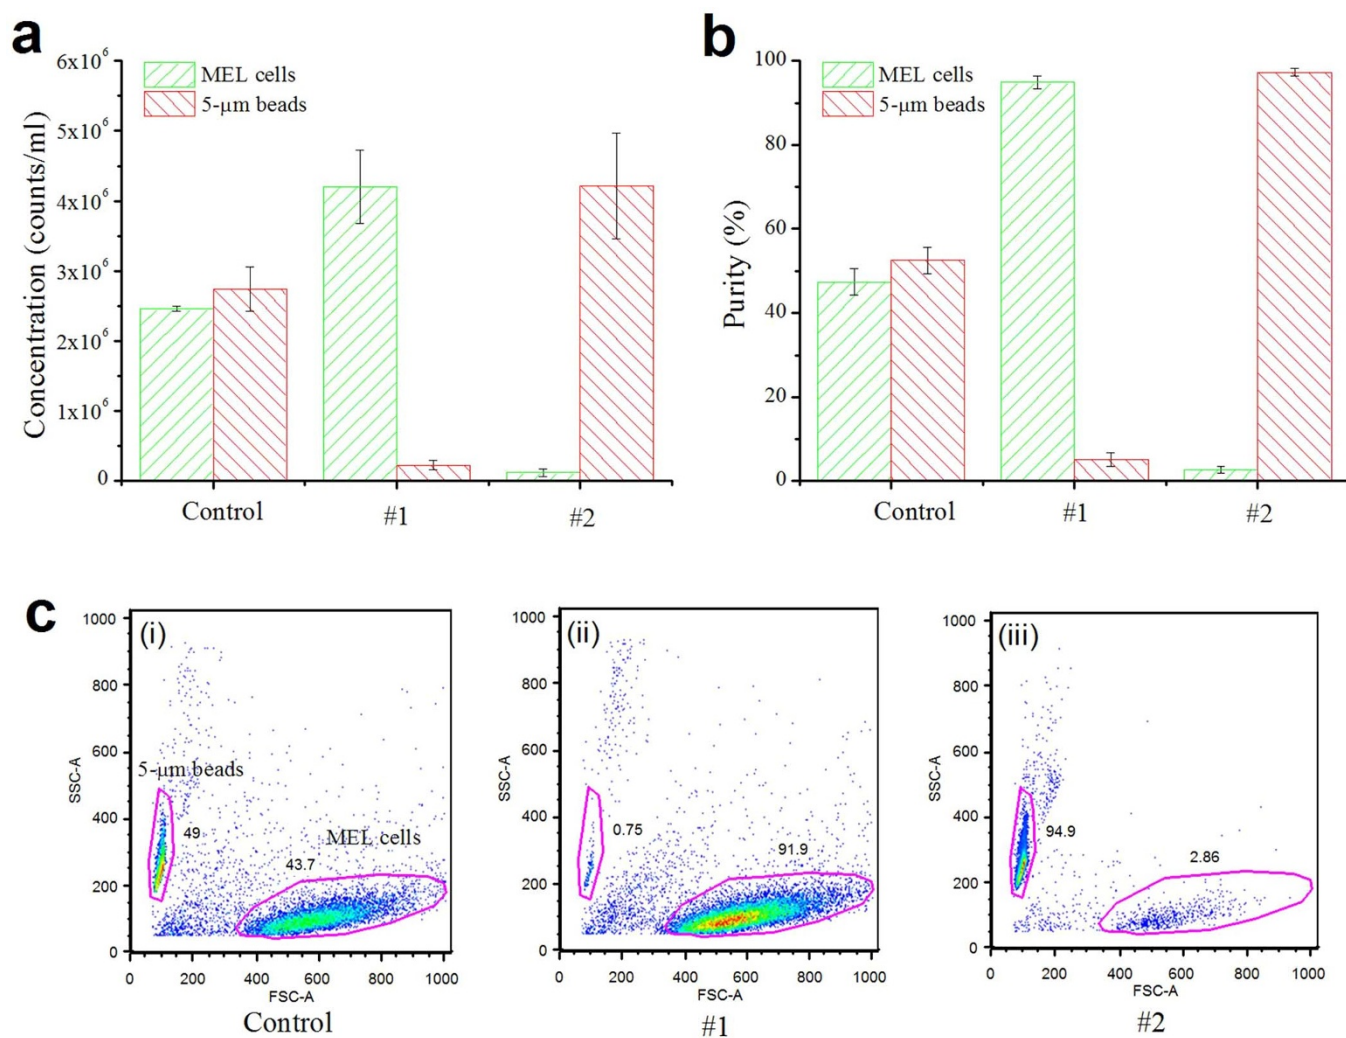 a
MEL cells
5-µm beads
Concentration (counts/ml)
6x10⁶
5x10⁶
4x10⁶
3x10⁶
2x10⁶
1x10⁶
0
Control
#1
#2
b
MEL cells
5-µm beads
Purity (%)
100
80
60
40
20
0
Control
#1
#2
c
(i)
SSC-A
1000
800
600
400
200
0
5-µm beads
49
MEL cells
43.7
0 200 400 600 800 1000
FSC-A
Control
(ii)
SSC-A
1000
800
600
400
200
0
0.75
91.9
0 200 400 600 800 1000
FSC-A
#1
(iii)
SSC-A
1000
800
600
400
200
0
94.9
2.86
0 200 400 600 800 1000
FSC-A
#2